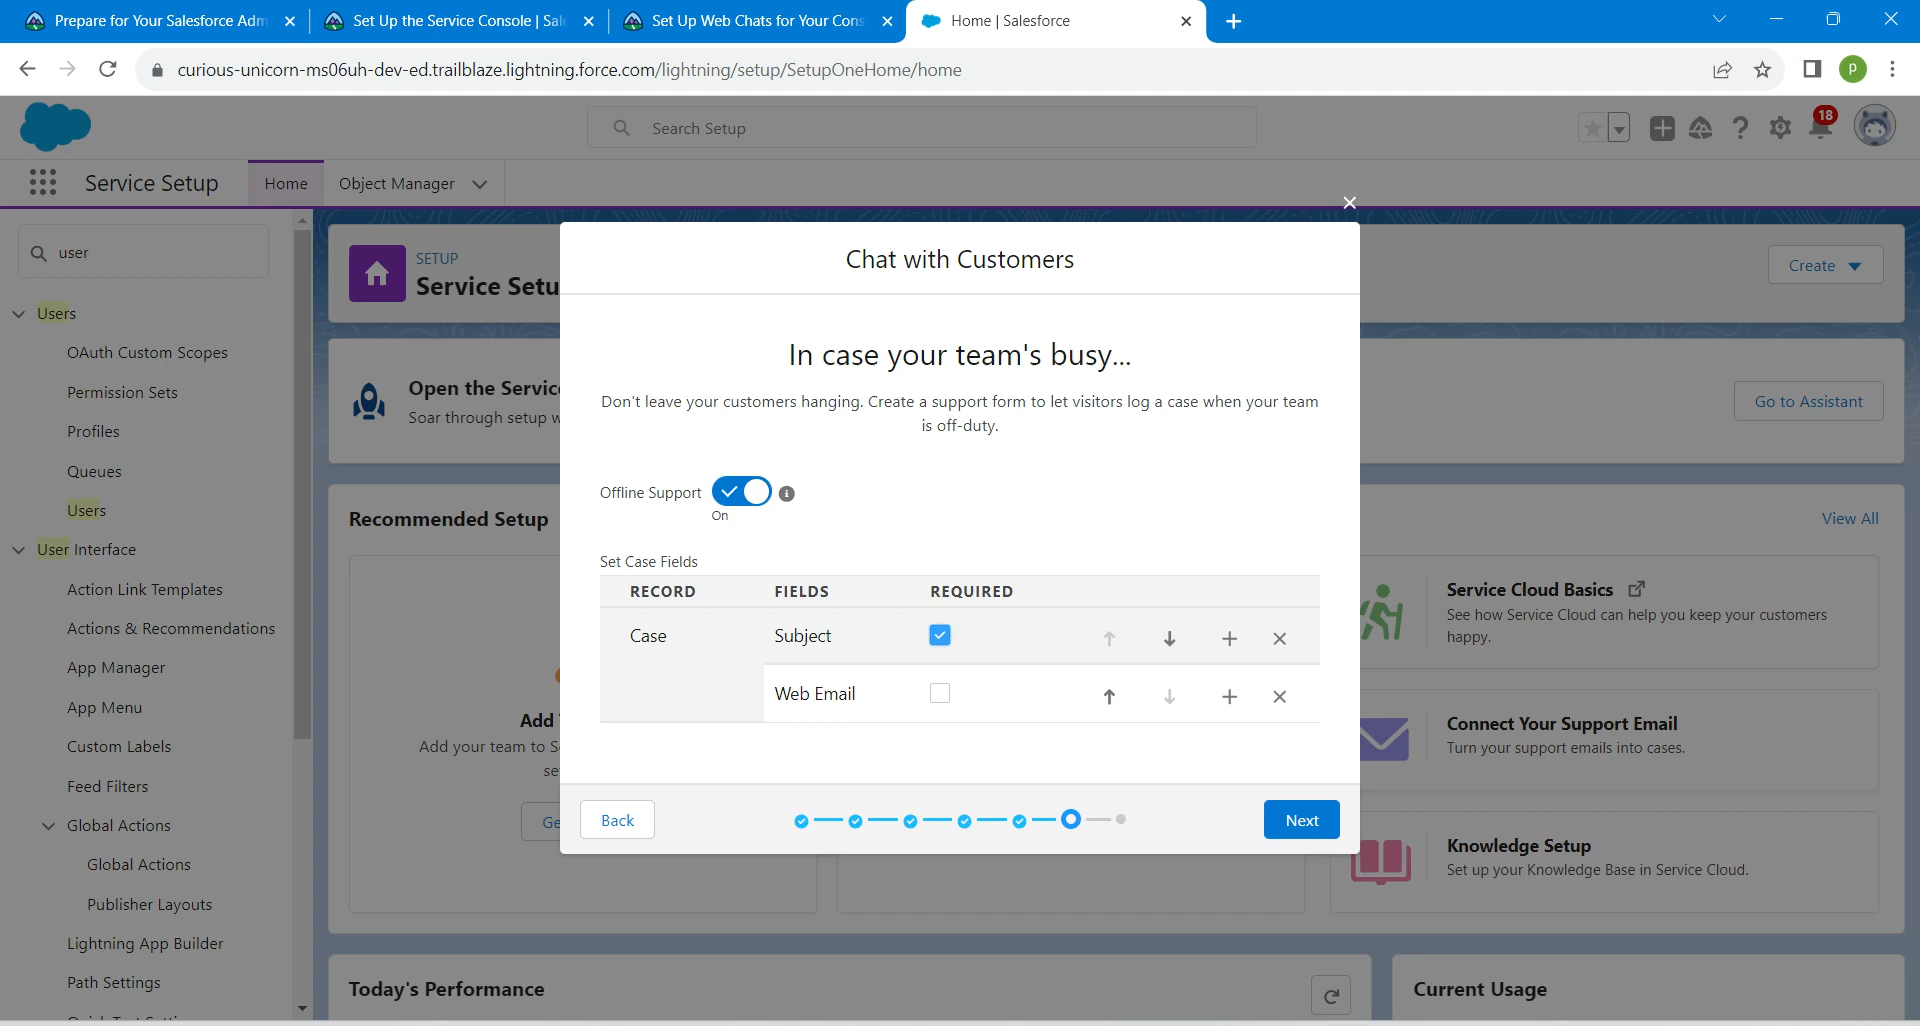 Prepare for Your Salesforce Adm
Set Up the Service Console | Sal
Set Up Web Chats for Your Cons
Home | Salesforce
curious-unicorn-ms06uh-dev-ed.trailblaze.lightning.force.com/lightning/setup/SetupOneHome/home
P
Search Setup
18
Service Setup
Home
Object Manager
user
Users
OAuth Custom Scopes
Permission Sets
Profiles
Queues
Users
User Interface
Action Link Templates
Actions & Recommendations
App Manager
App Menu
Custom Labels
Feed Filters
Global Actions
Global Actions
Publisher Layouts
Lightning App Builder
Path Settings
SETUP
Service Setu
Create
Open the Servic
Soar through setup w
Go to Assistant
Recommended Setup
View All
Add
Add your team to S
se
Ge
Service Cloud Basics
See how Service Cloud can help you keep your customers
happy.
Connect Your Support Email
Turn your support emails into cases.
Knowledge Setup
Set up your Knowledge Base in Service Cloud.
Today's Performance
Current Usage
Chat with Customers
In case your team's busy...
Don't leave your customers hanging. Create a support form to let visitors log a case when your team
is off-duty.
Offline Support
On
Set Case Fields
RECORD FIELDS REQUIRED
Case Subject
Web Email
Back
Next